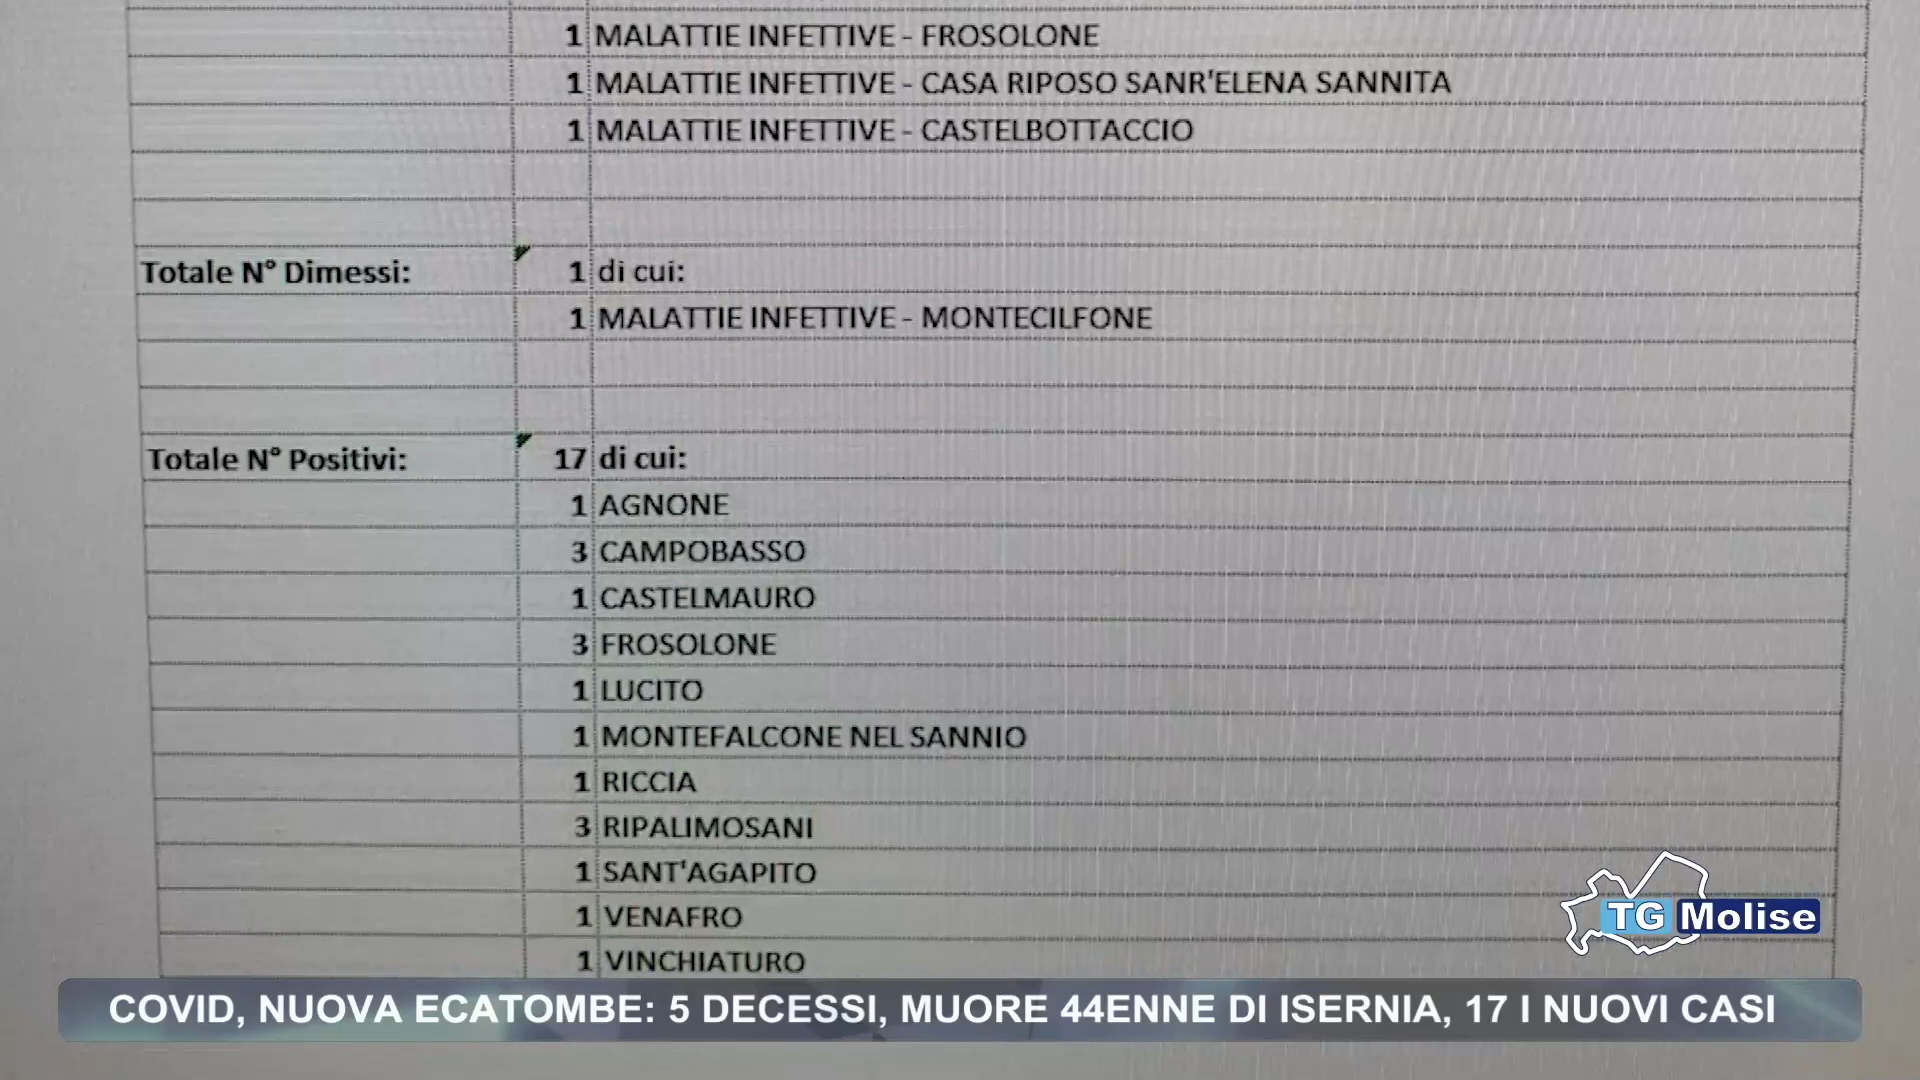 1 MALATTIE INFETTIVE - FROSOLONE
1 MALATTIE INFETTIVE - CASA RIPOSO SANR'ELENA SANNITA
1 MALATTIE INFETTIVE - CASTELBOTTACCIO
Totale N° Dimessi: 1 di cui:
1 MALATTIE INFETTIVE - MONTECILFONE
Totale N° Positivi: 17 di cui:
1 AGNONE
3 CAMPOBASSO
1 CASTELMAURO
3 FROSOLONE
1 LUCITO
1 MONTEFALCONE NEL SANNIO
1 RICCIA
3 RIPALIMOSANI
1 SANT'AGAPITO
1 VENAFRO
1 VINCHIATURO
TG Molise
COVID, NUOVA ECATOMBE: 5 DECESSI, MUORE 44ENNE DI ISERNIA, 17 I NUOVI CASI